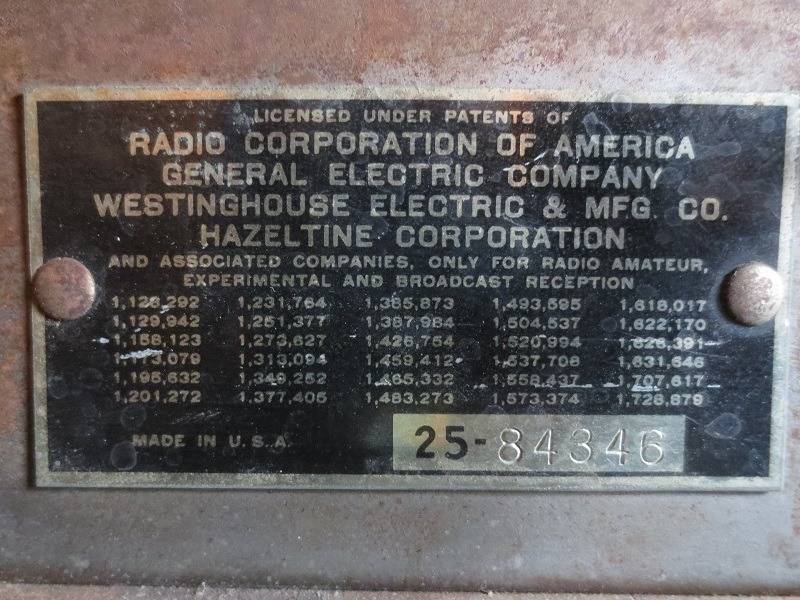 LICENSED UNDER PATENTS OF
RADIO CORPORATION OF AMERICA
GENERAL ELECTRIC COMPANY
WESTINGHOUSE ELECTRIC & MFG. CO.
HAZELTINE CORPORATION
AND ASSOCIATED COMPANIES, ONLY FOR RADIO AMATEUR,
EXPERIMENTAL AND BROADCAST RECEPTION
1,128,292 1,231,764 1,385,873 1,493,595 1,618,017
1,129,942 1,251,377 1,387,984 1,504,537 1,622,170
1,158,123 1,273,627 1,426,754 1,520,994 1,626,391
1,173,079 1,313,094 1,459,412 1,537,708 1,631,646
1,195,632 1,349,252 1,465,332 1,558,437 1,707,617
1,201,272 1,377,405 1,483,273 1,573,374 1,728,879
MADE IN U.S.A. 25-84346